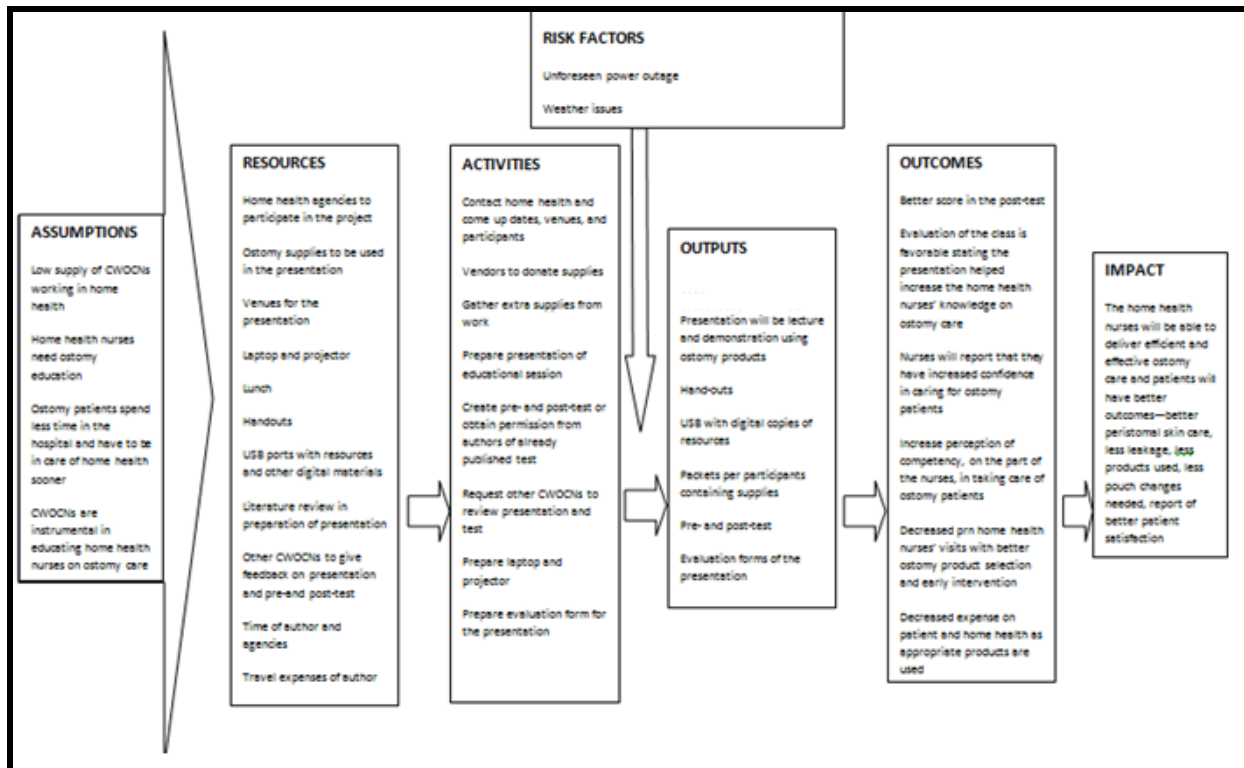 RISK FACTORS
Unforeseen power outage
Weather issues
ASSUMPTIONS
Low supply of CWOCNs
working in home
health
Home health nurses
need ostomy
education
Ostomy patients spend
less time in the
hospital and have to be
in care of home health
sooner
CWOCNs are
instrumental in
educating home health
nurses on ostomy care
RESOURCES
Home health agencies to
participate in the project
Ostomy supplies to be used
in the presentation
Venues for the
presentation
Laptop and projector
Lunch
Handouts
USB ports with resources
and other digital materials
Literature review in
preparation of presentation
Other CWOCNs to give
feedback on presentation
and pre-and post-test
Time of author and
agencies
Travel expenses of author
ACTIVITIES
Contact home health and
come up dates, venues, and
participants
Vendors to donate supplies
Gather extra supplies from
work
Prepare presentation of
educational session
Create pre- and post-test or
obtain permission from
authors of already
published test
Request other CWOCNs to
review presentation and
test
Prepare laptop and
projector
Prepare evaluation form for
the presentation
OUTPUTS
Presentation will be lecture
and demonstration using
ostomy products
Hand-outs
USB with digital copies of
resources
Packets per participants
containing supplies
Pre- and post-test
Evaluation forms of the
presentation
OUTCOMES
Better score in the post-test
Evaluation of the class is
favorable stating the
presentation helped
increase the home health
nurses' knowledge on
ostomy care
Nurses will report that they
have increased confidence
in caring for ostomy
patients
Increase perception of
competency, on the part of
the nurses, in taking care of
ostomy patients
Decreased prn home health
nurses' visits with better
ostomy product selection
and early intervention
Decreased expense on
patient and home health as
appropriate products are
used
IMPACT
The home health
nurses will be able to
deliver efficient and
effective ostomy
care and patients will
have better
outcomes—better
peristomal skin care,
less leakage, less
products used, less
pouch changes
needed, report of
better patient
satisfaction